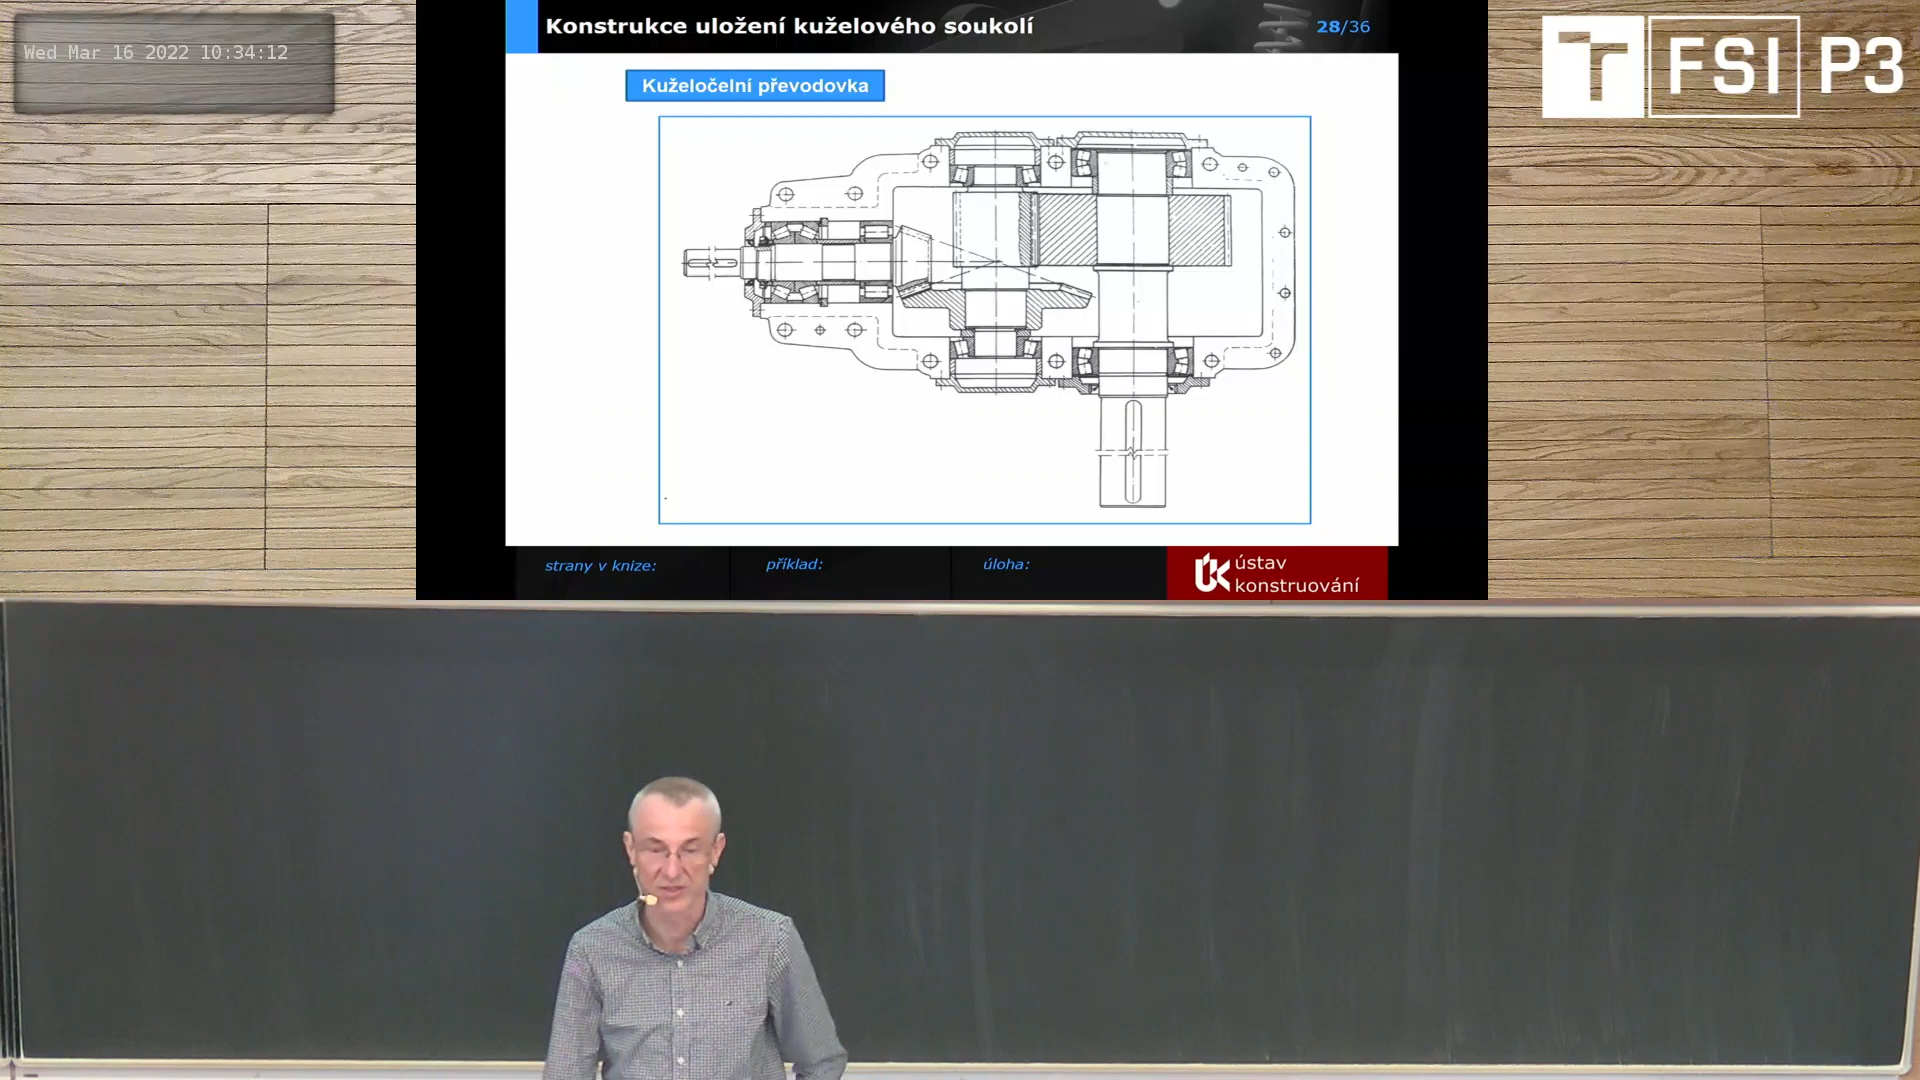 Wed Mar 16 2022 10:34:12
Konstrukce uložení kuželového soukolí
28/36
Kuželočelní převodovka
strany v knize:
příklad:
úloha:
ústav
konstruování
T FSI P3